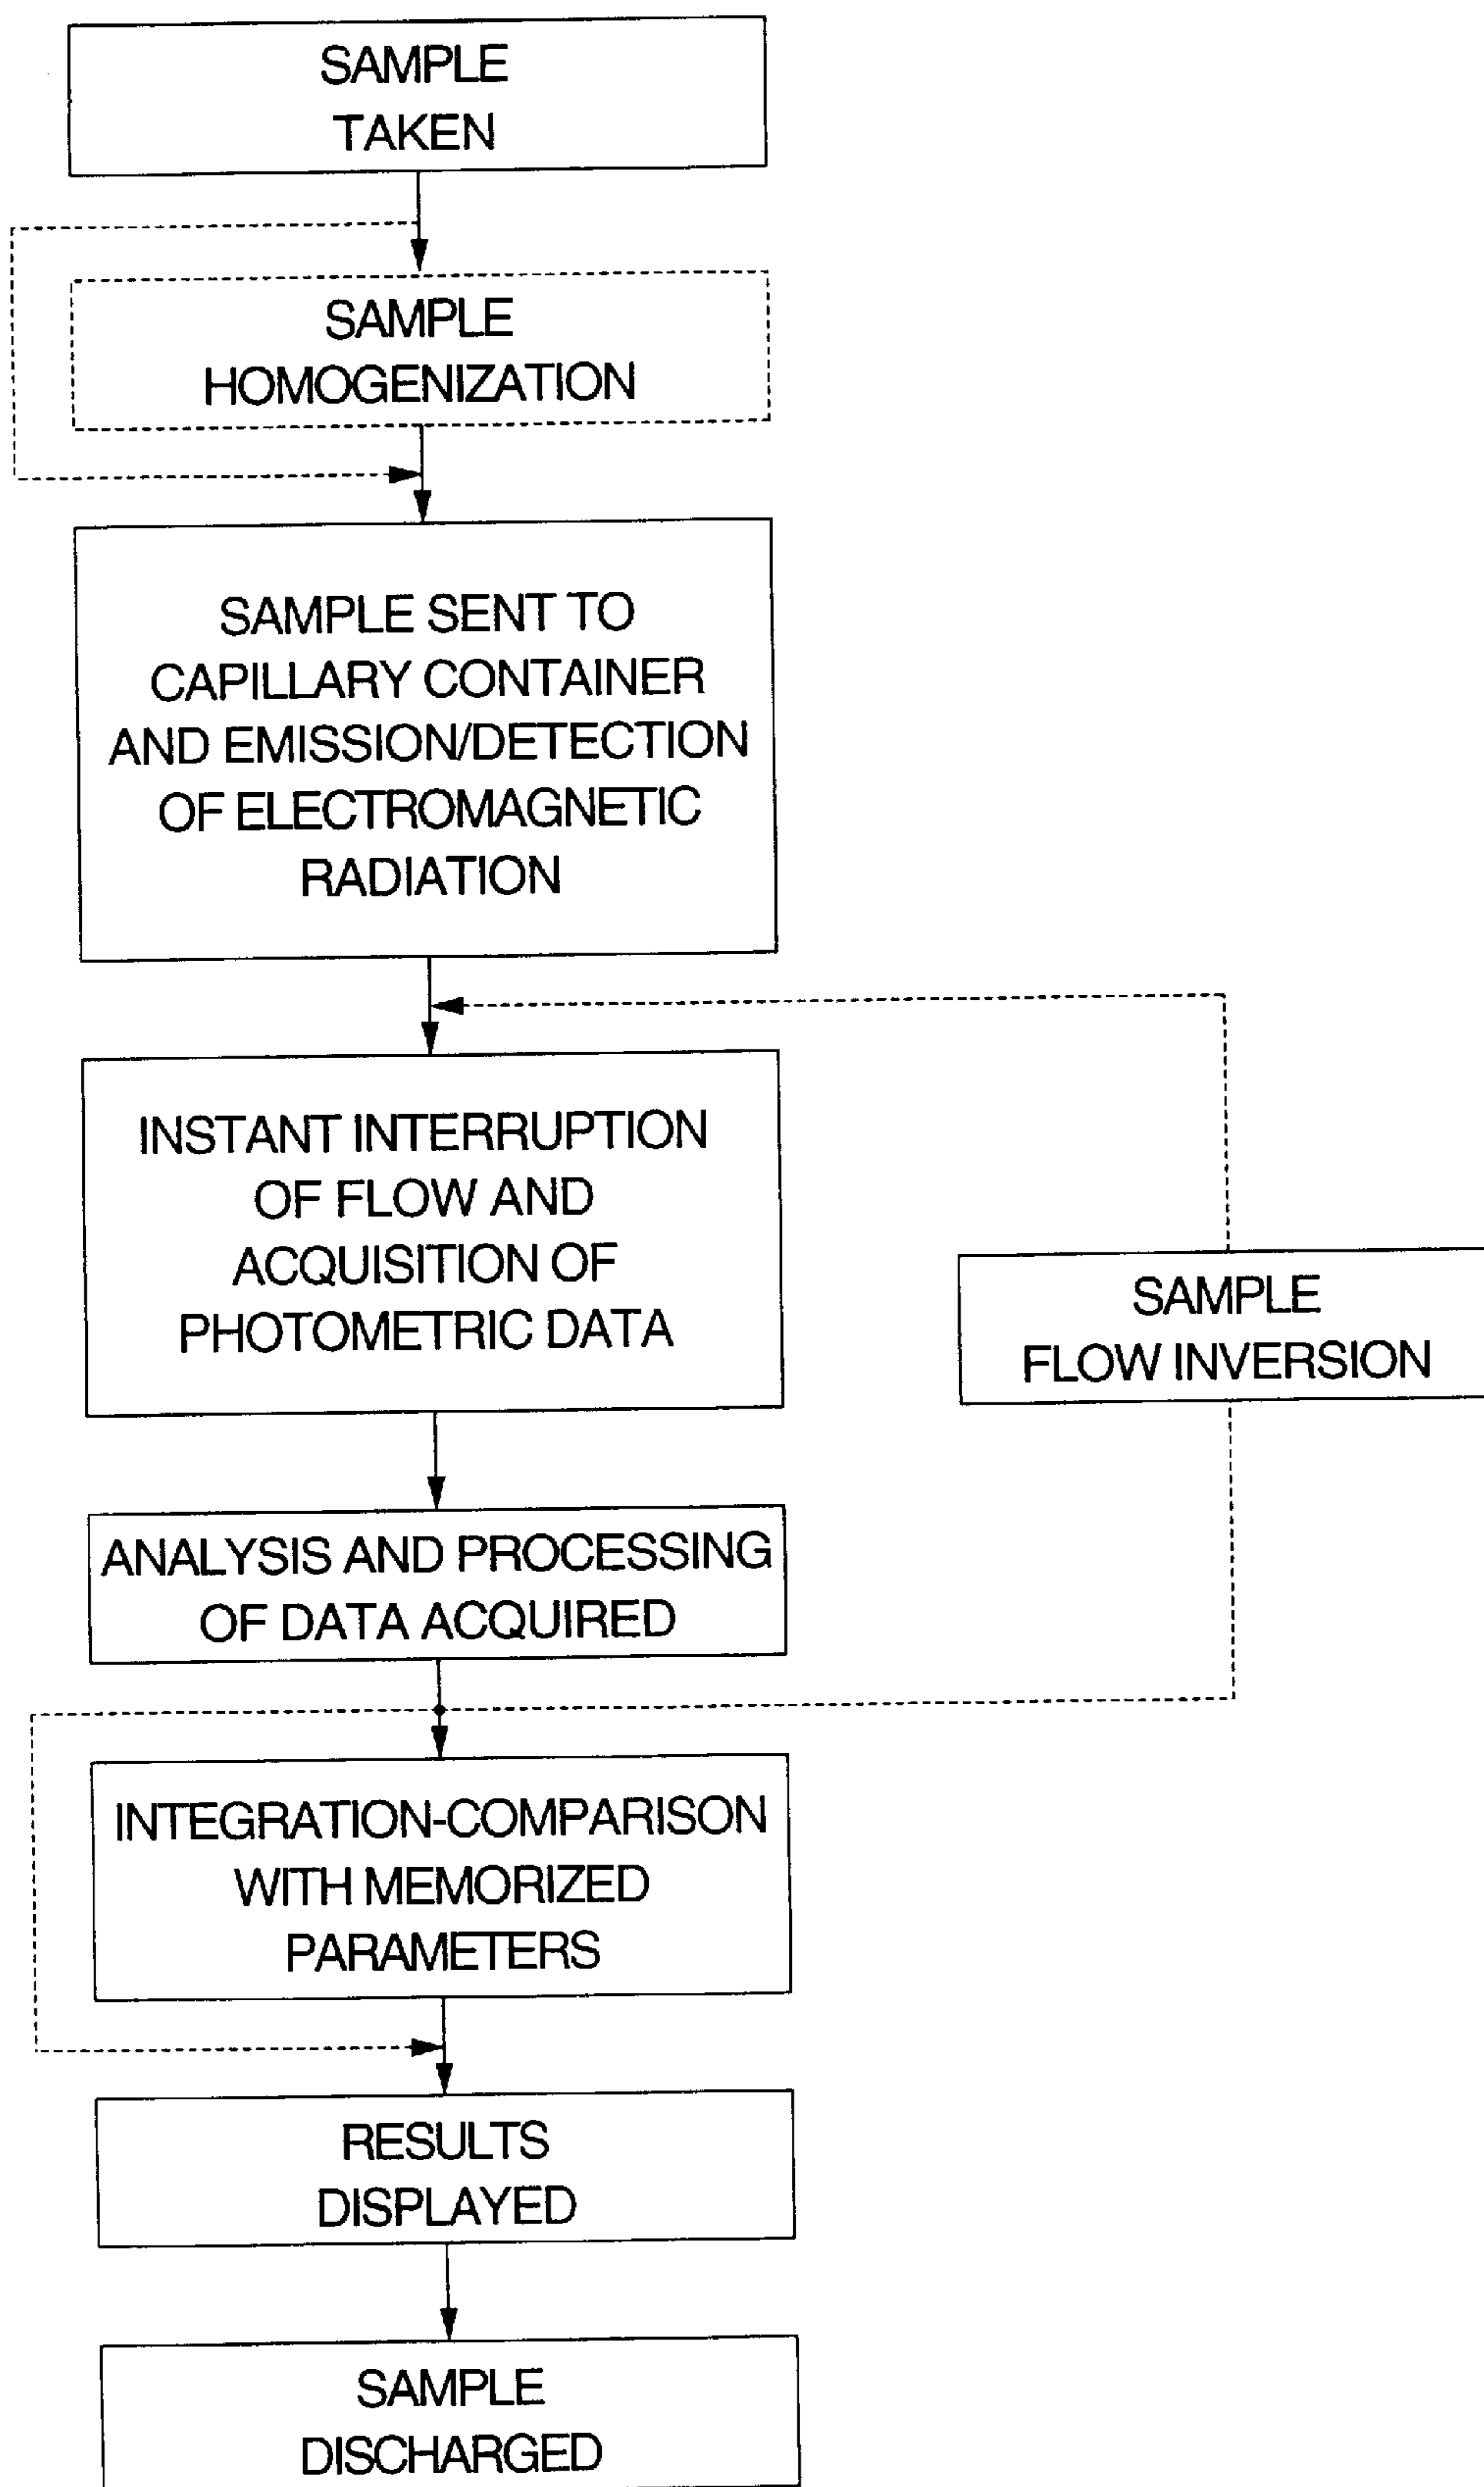 SAMPLE
TAKEN
SAMPLE
HOMOGENIZATION
SAMPLE SENT TO
CAPILLARY CONTAINER
AND EMISSION/DETECTION
OF ELECTROMAGNETIC
RADIATION
INSTANT INTERRUPTION
OF FLOW AND
ACQUISITION OF
PHOTOMETRIC DATA
SAMPLE
FLOW INVERSION
ANALYSIS AND PROCESSING
OF DATA ACQUIRED
INTEGRATION-COMPARISON
WITH MEMORIZED
PARAMETERS
RESULTS
DISPLAYED
SAMPLE
DISCHARGED